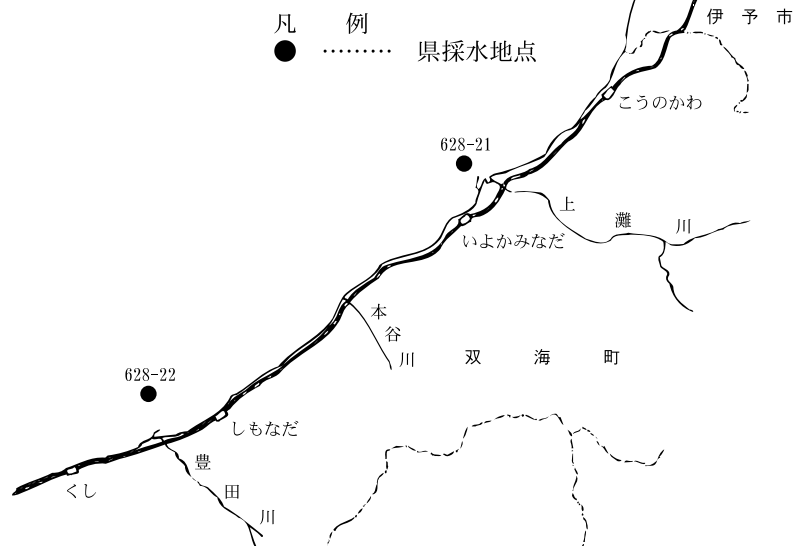 凡例
県採水地点
伊予市
こうのかわ
628-21
上灘川
いよかみなだ
本谷川
双海町
628-22
しもなだ
豊田川
くし